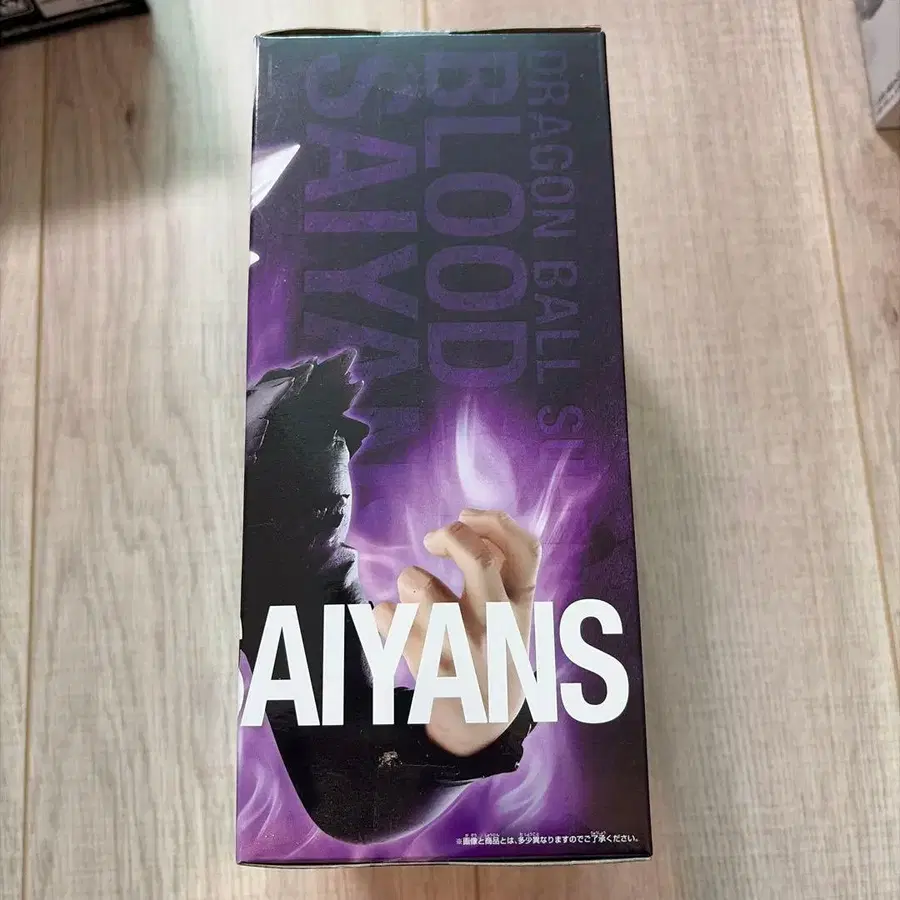 DRAGON BALL SU
BLOOD
SAIYAN
SAIYANS
※画像と商品とは、多少異なりますのでご了承ください。